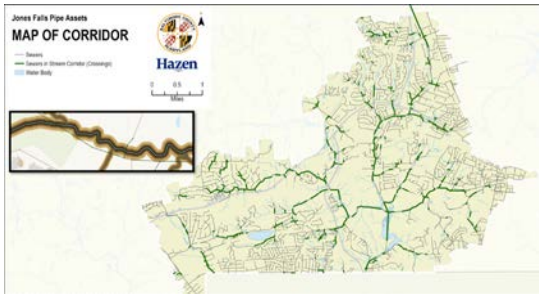 Jones Falls Pipe Assets
MAP OF CORRIDOR
Sewers
Sewers in Stream Corridor (Crossings)
Water Body
Hazen
0 0.5 1
Miles